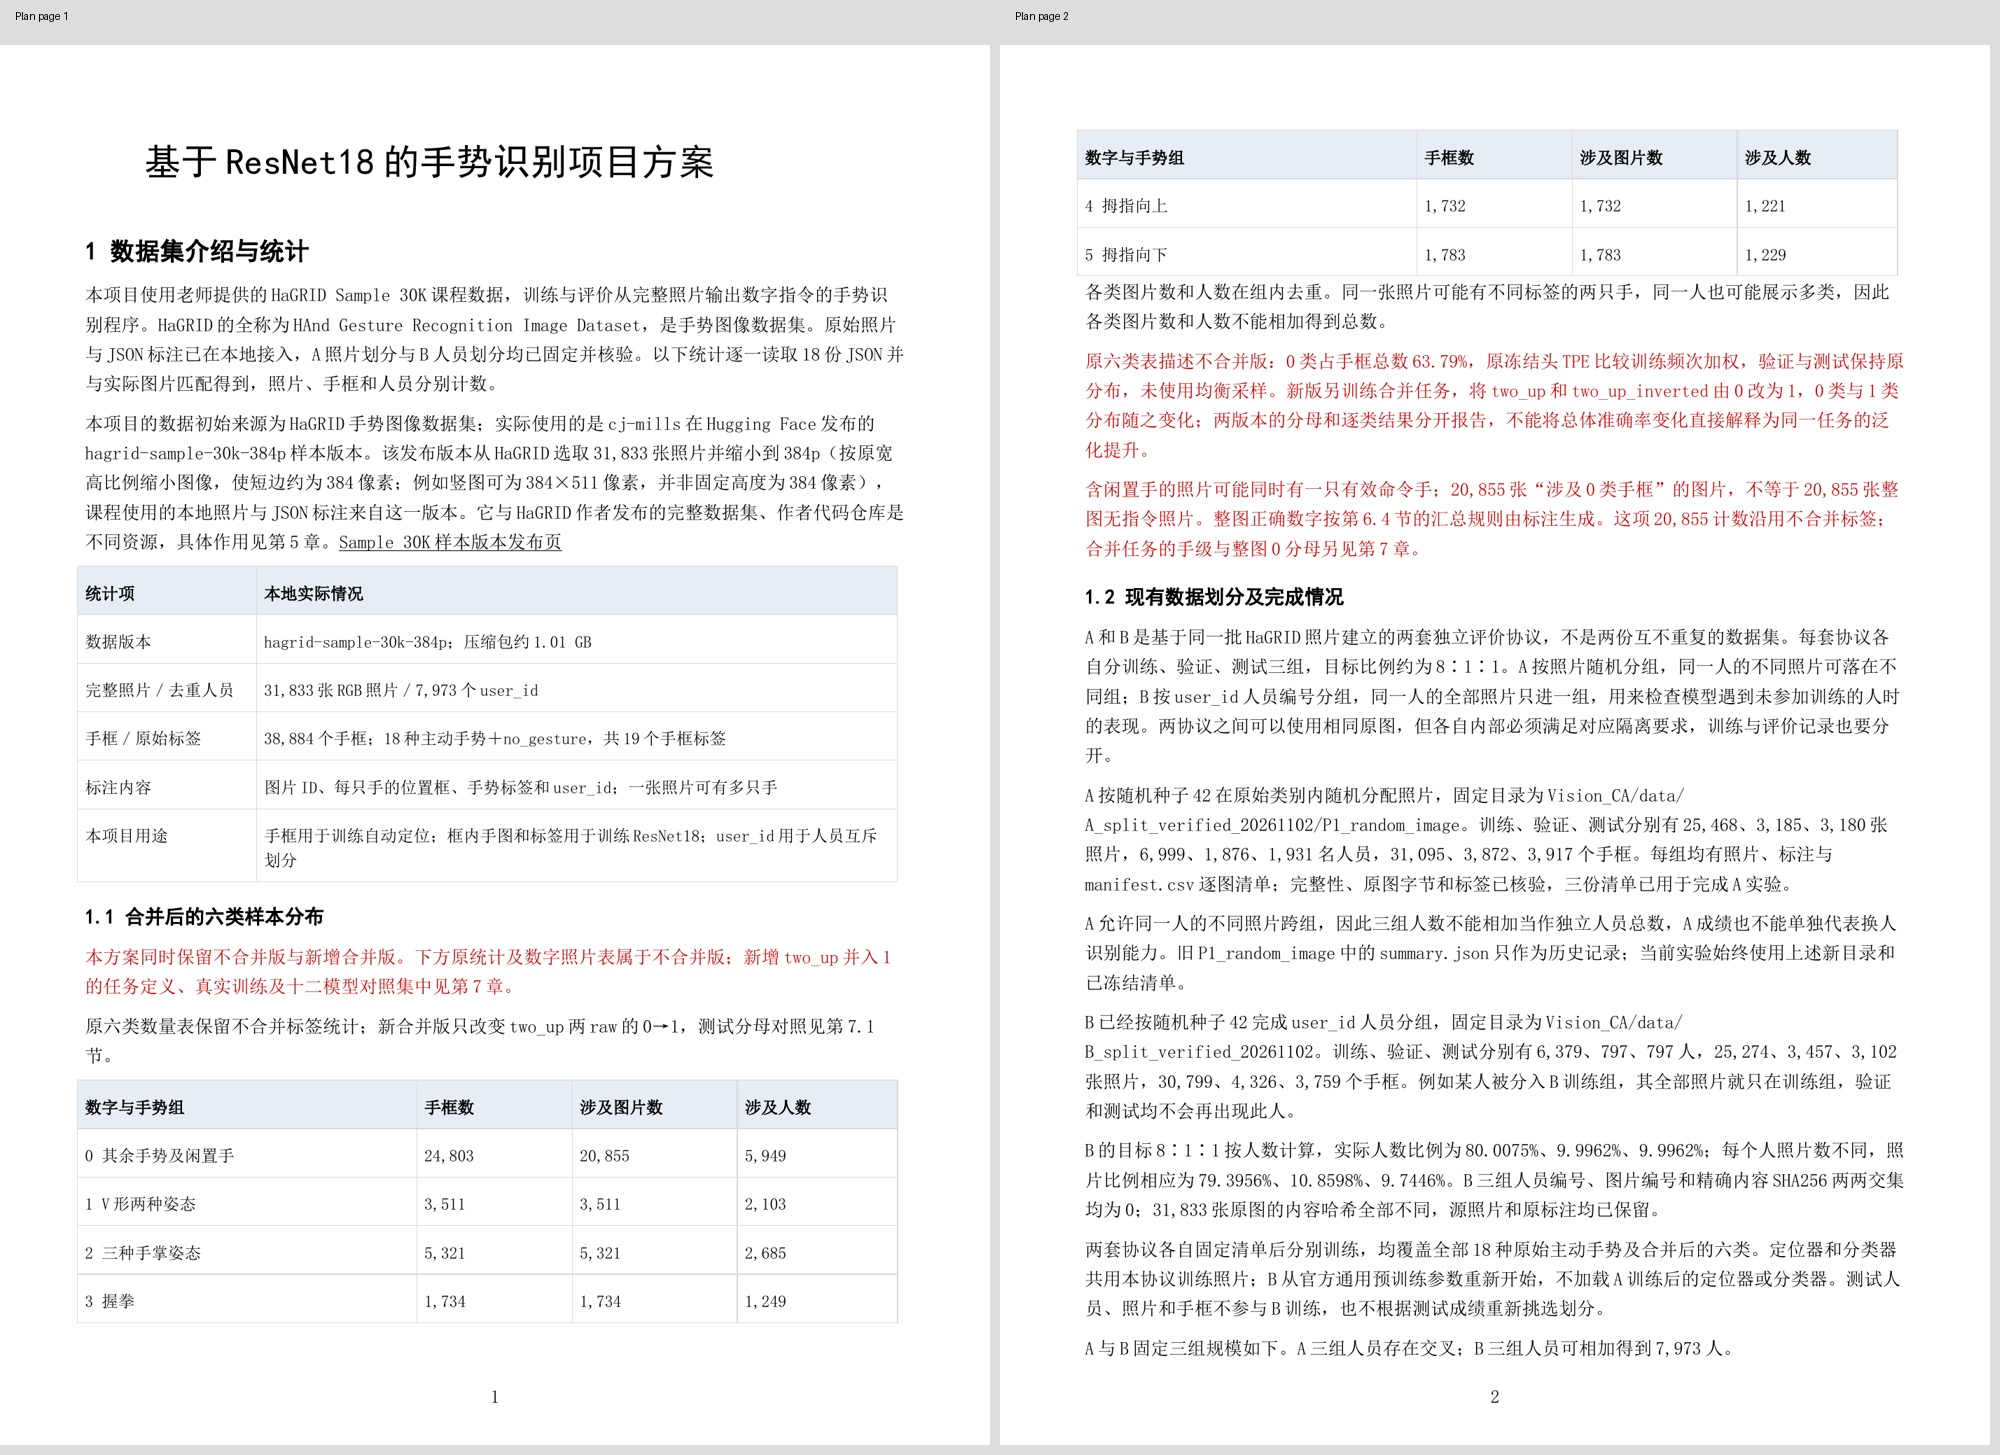 Plan page 1
基于 ResNet18 的手势识别项目方案
1 数据集介绍与统计
本项目使用老师提供的 HaGRID Sample 30K 课程数据，训练与评价从完整照片输出数字指令的手势识
别程序。HaGRID 的全称为 HAnd Gesture Recognition Image Dataset，是手势图像数据集。原始照片
与 JSON 标注已在本地接入，A 照片划分与 B 人员划分均已固定并核验。以下统计逐一读取 18 份 JSON 并
与实际图片匹配得到，照片、手框和人员分别计数。
本项目的数据初始来源为 HaGRID 手势图像数据集；实际使用的是 cj-mills 在 Hugging Face 发布的
hagrid-sample-30k-384p 样本版本。该发布版本从 HaGRID 选取 31,833 张照片并缩小到 384p（按原宽
高比例缩小图像，使短边约为 384 像素；例如竖图可为 384×511 像素，并非固定高度为 384 像素），
课程使用的本地照片与 JSON 标注来自这一版本。它与 HaGRID 作者发布的完整数据集、作者代码仓库是
不同资源，具体作用见第 5 章。Sample 30K 样本版本发布页
统计项 本地实际情况
数据版本 hagrid-sample-30k-384p；压缩包约 1.01 GB
完整照片 / 去重人员 31,833 张 RGB 照片 / 7,973 个 user_id
手框 / 原始标签 38,884 个手框；18 种主动手势＋no_gesture，共 19 个手框标签
标注内容 图片 ID、每只手的位置框、手势标签和 user_id；一张照片可有多只手
本项目用途 手框用于训练自动定位；框内手图和标签用于训练 ResNet18；user_id 用于人员互斥
划分
1.1 合并后的六类样本分布
本方案同时保留不合并版与新增合并版。下方原统计及数字照片表属于不合并版；新增 two_up 并入 1
的任务定义、真实训练及十二模型对照集中见第 7 章。
原六类数量表保留不合并标签统计；新合并版只改变 two_up 两 raw 的 0→1，测试分母对照见第 7.1
节。
数字与手势组 手框数 涉及图片数 涉及人数
0 其余手势及闲置手 24,803 20,855 5,949
1 V 形两种姿态 3,511 3,511 2,103
2 三种手掌姿态 5,321 5,321 2,685
3 握拳 1,734 1,734 1,249
1
Plan page 2
数字与手势组 手框数 涉及图片数 涉及人数
4 拇指向上 1,732 1,732 1,221
5 拇指向下 1,783 1,783 1,229
各类图片数和人数在组内去重。同一张照片可能有不同标签的两只手，同一人也可能展示多类，因此
各类图片数和人数不能相加得到总数。
原六类表描述不合并版：0 类占手框总数 63.79%，原冻结头 TPE 比较训练频次加权，验证与测试保持原
分布，未使用均衡采样。新版另训练合并任务，将 two_up 和 two_up_inverted 由 0 改为 1，0 类与 1 类
分布随之变化；两版本的分母和逐类结果分开报告，不能将总体准确率变化直接解释为同一任务的泛
化提升。
含闲置手的照片可能同时有一只有效命令手；20,855 张“涉及 0 类手框”的图片，不等于 20,855 张整
图无指令照片。整图正确数字按第 6.4 节的汇总规则由标注生成。这项 20,855 计数沿用不合并标签；
合并任务的手级与整图 0 分母另见第 7 章。
1.2 现有数据划分及完成情况
A 和 B 是基于同一批 HaGRID 照片建立的两套独立评价协议，不是两份互不重复的数据集。每套协议各
自分训练、验证、测试三组，目标比例约为 8∶1∶1。A 按照片随机分组，同一人的不同照片可落在不
同组；B 按 user_id 人员编号分组，同一人的全部照片只进一组，用来检查模型遇到未参加训练的人时
的表现。两协议之间可以使用相同原图，但各自内部必须满足对应隔离要求，训练与评价记录也要分
开。
A 按随机种子 42 在原始类别内随机分配照片，固定目录为 Vision_CA/data/
A_split_verified_20261102/P1_random_image。训练、验证、测试分别有 25,468、3,185、3,180 张
照片，6,999、1,876、1,931 名人员，31,095、3,872、3,917 个手框。每组均有照片、标注与
manifest.csv 逐图清单；完整性、原图字节和标签已核验，三份清单已用于完成 A 实验。
A 允许同一人的不同照片跨组，因此三组人数不能相加当作独立人员总数，A 成绩也不能单独代表换人
识别能力。旧 P1_random_image 中的 summary.json 只作为历史记录；当前实验始终使用上述新目录和
已冻结清单。
B 已经按随机种子 42 完成 user_id 人员分组，固定目录为 Vision_CA/data/
B_split_verified_20261102。训练、验证、测试分别有 6,379、797、797 人，25,274、3,457、3,102
张照片，30,799、4,326、3,759 个手框。例如某人被分入 B 训练组，其全部照片就只在训练组，验证
和测试均不会再出现此人。
B 的目标 8∶1∶1 按人数计算，实际人数比例为 80.0075%、9.9962%、9.9962%；每个人照片数不同，照
片比例相应为 79.3956%、10.8598%、9.7446%。B 三组人员编号、图片编号和精确内容 SHA256 两两交集
均为 0；31,833 张原图的内容哈希全部不同，源照片和原标注均已保留。
两套协议各自固定清单后分别训练，均覆盖全部 18 种原始主动手势及合并后的六类。定位器和分类器
共用本协议训练照片；B 从官方通用预训练参数重新开始，不加载 A 训练后的定位器或分类器。测试人
员、照片和手框不参与 B 训练，也不根据测试成绩重新挑选划分。
A 与 B 固定三组规模如下。A 三组人员存在交叉；B 三组人员可相加得到 7,973 人。
2